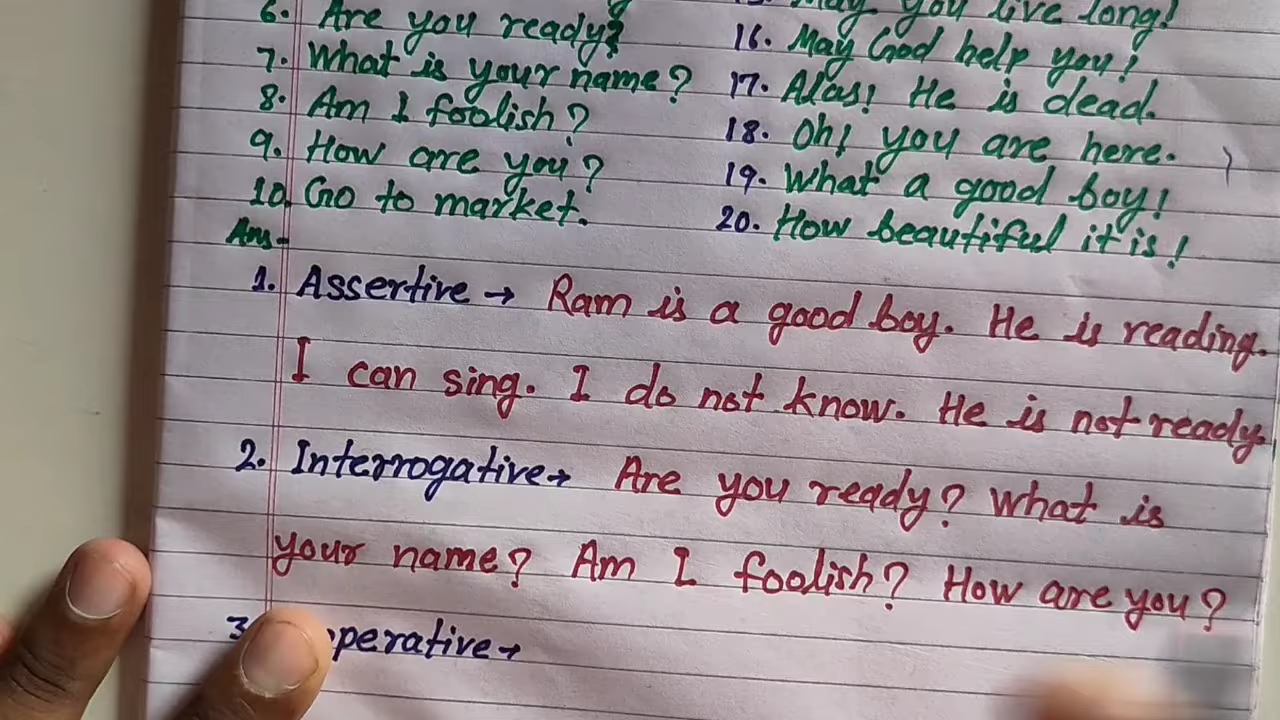 6. Are you ready?
7. What is your name?
8. Am I foolish?
9. How are you?
10. Go to market.
May you live long!
16. May God help you!
17. Alas! He is dead.
18. Oh! you are here.
19. What a good boy!
20. How beautiful it is!
Ans-
1. Assertive → Ram is a good boy. He is reading.
I can sing. I do not know. He is not ready.
2. Interrogative → Are you ready? What is
your name? Am I foolish? How are you?
3. perative →